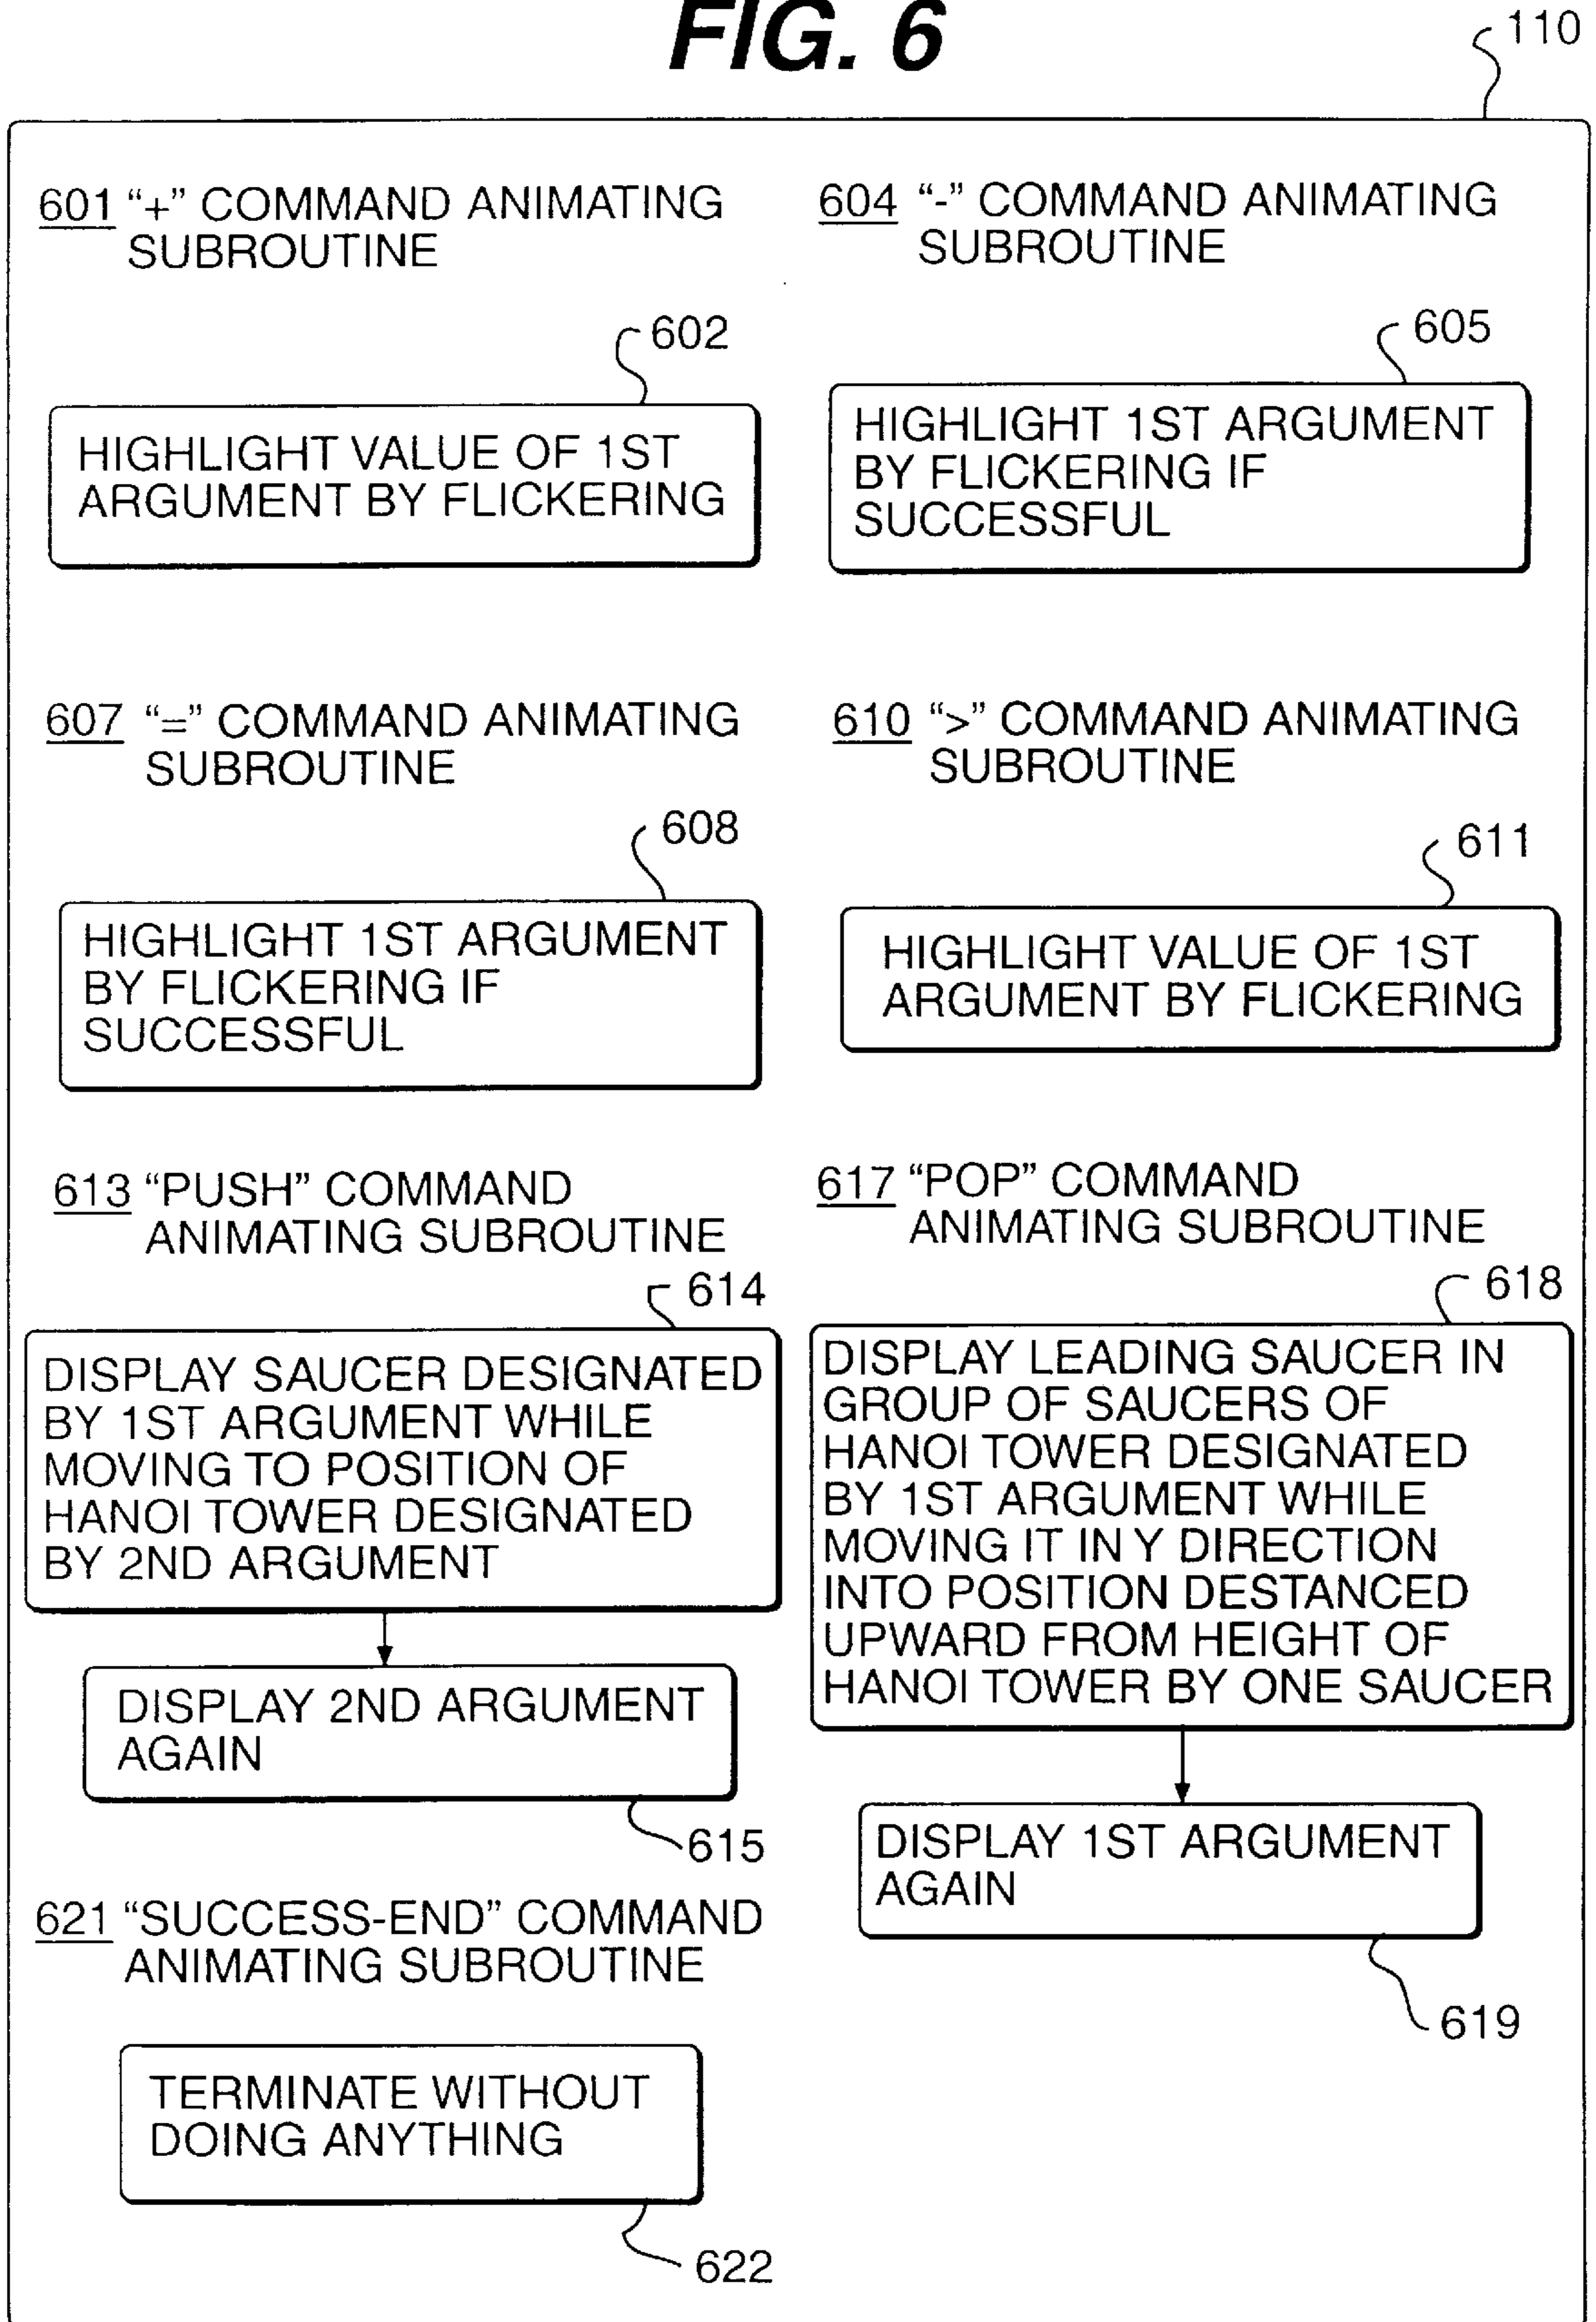 FIG. 6
110
601 “+” COMMAND ANIMATING
SUBROUTINE
602
HIGHLIGHT VALUE OF 1ST
ARGUMENT BY FLICKERING
604 “-” COMMAND ANIMATING
SUBROUTINE
605
HIGHLIGHT 1ST ARGUMENT
BY FLICKERING IF
SUCCESSFUL
607 “=” COMMAND ANIMATING
SUBROUTINE
608
HIGHLIGHT 1ST ARGUMENT
BY FLICKERING IF
SUCCESSFUL
610 “>” COMMAND ANIMATING
SUBROUTINE
611
HIGHLIGHT VALUE OF 1ST
ARGUMENT BY FLICKERING
613 “PUSH” COMMAND
ANIMATING SUBROUTINE
614
DISPLAY SAUCER DESIGNATED
BY 1ST ARGUMENT WHILE
MOVING TO POSITION OF
HANOI TOWER DESIGNATED
BY 2ND ARGUMENT
DISPLAY 2ND ARGUMENT
AGAIN
615
617 “POP” COMMAND
ANIMATING SUBROUTINE
618
DISPLAY LEADING SAUCER IN
GROUP OF SAUCERS OF
HANOI TOWER DESIGNATED
BY 1ST ARGUMENT WHILE
MOVING IT IN Y DIRECTION
INTO POSITION DESTANCED
UPWARD FROM HEIGHT OF
HANOI TOWER BY ONE SAUCER
DISPLAY 1ST ARGUMENT
AGAIN
619
621 “SUCCESS-END” COMMAND
ANIMATING SUBROUTINE
TERMINATE WITHOUT
DOING ANYTHING
622